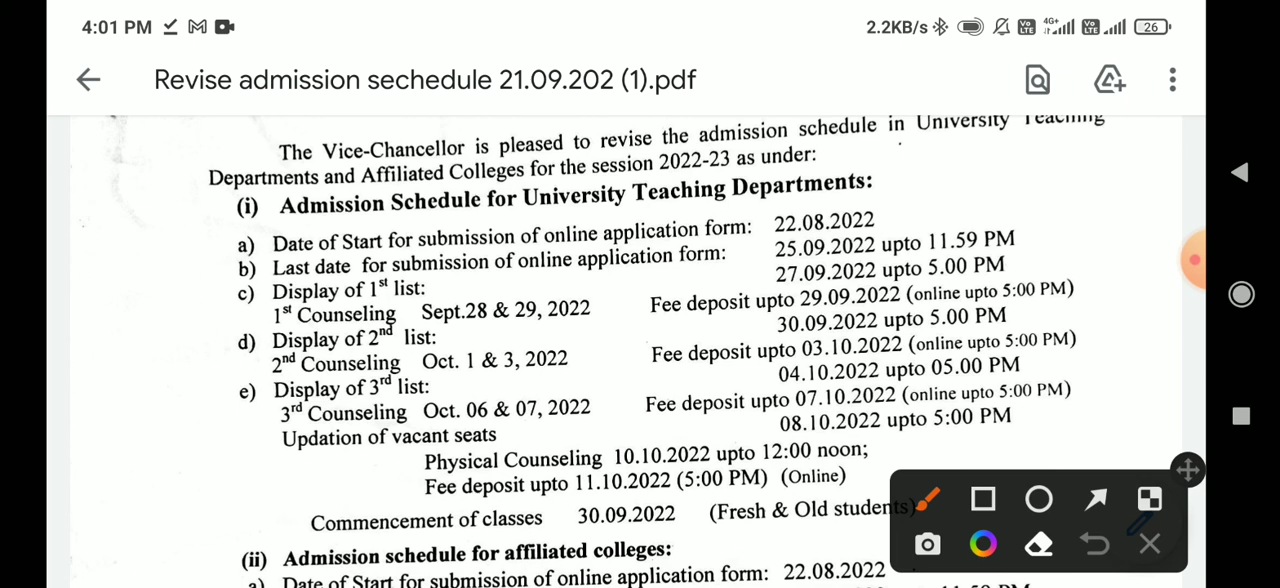 4:01 PM
2.2KB/s 4G+ Vo LTE Vo LTE 26
Revise admission sechedule 21.09.202 (1).pdf
The Vice-Chancellor is pleased to revise the admission schedule in University Teaching
Departments and Affiliated Colleges for the session 2022-23 as under:
(i) Admission Schedule for University Teaching Departments:
a) Date of Start for submission of online application form: 22.08.2022
b) Last date for submission of online application form: 25.09.2022 upto 11.59 PM
c) Display of 1st list: 27.09.2022 upto 5.00 PM
1st Counseling Sept.28 & 29, 2022 Fee deposit upto 29.09.2022 (online upto 5:00 PM)
d) Display of 2nd list: 30.09.2022 upto 5.00 PM
2nd Counseling Oct. 1 & 3, 2022 Fee deposit upto 03.10.2022 (online upto 5:00 PM)
e) Display of 3rd list: 04.10.2022 upto 05.00 PM
3rd Counseling Oct. 06 & 07, 2022 Fee deposit upto 07.10.2022 (online upto 5:00 PM)
Updation of vacant seats 08.10.2022 upto 5:00 PM
Physical Counseling 10.10.2022 upto 12:00 noon;
Fee deposit upto 11.10.2022 (5:00 PM) (Online)
Commencement of classes 30.09.2022 (Fresh & Old students)
(ii) Admission schedule for affiliated colleges:
a) Date of Start for submission of online application form: 22.08.2022